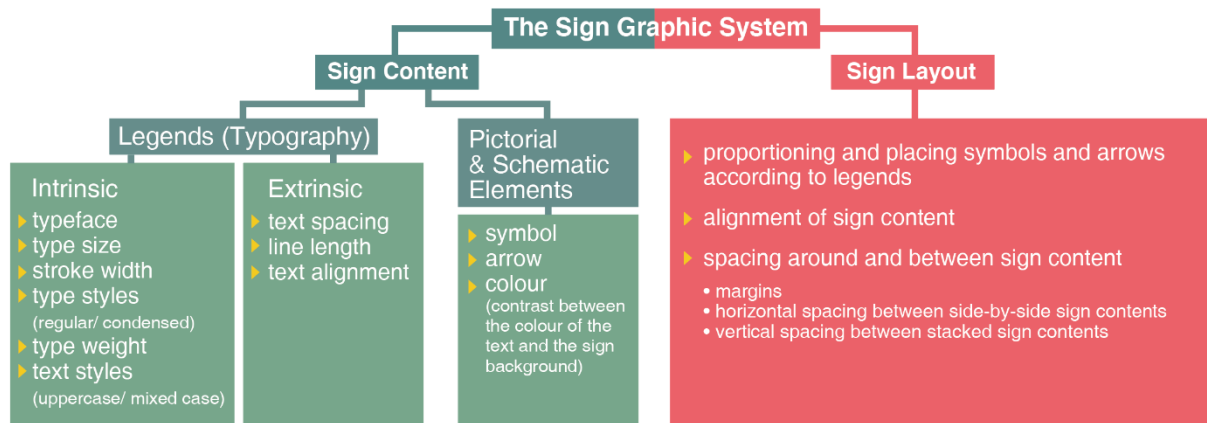 The Sign Graphic System
Sign Content
Legends (Typography)
Intrinsic
typeface
type size
stroke width
type styles
(regular/ condensed)
type weight
text styles
(uppercase/ mixed case)
Extrinsic
text spacing
line length
text alignment
Pictorial
& Schematic
Elements
symbol
arrow
colour
(contrast between
the colour of the
text and the sign
background)
Sign Layout
proportioning and placing symbols and arrows
according to legends
alignment of sign content
spacing around and between sign content
• margins
• horizontal spacing between side-by-side sign contents
• vertical spacing between stacked sign contents